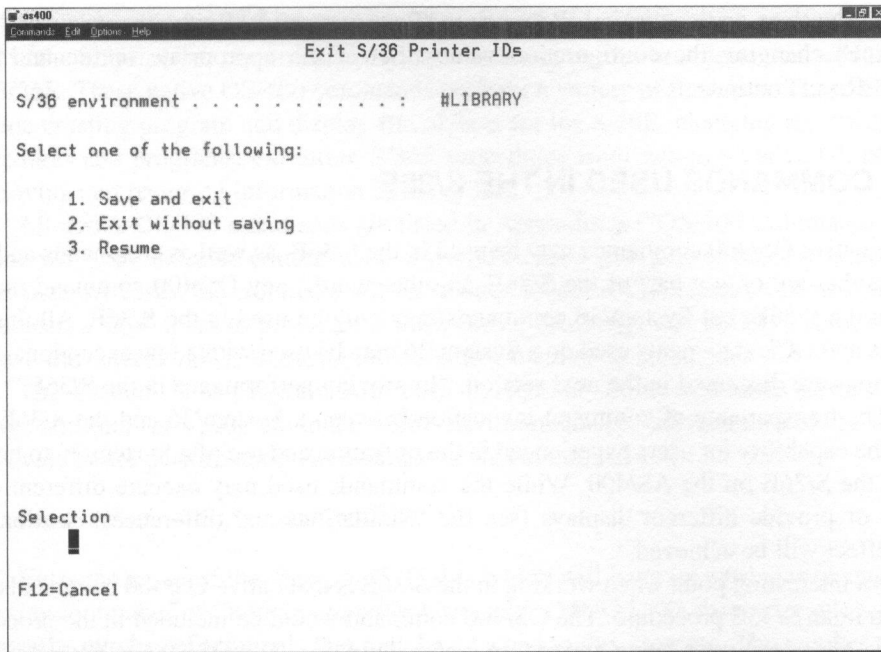 as400
Commands Edit Options Help
Exit S/36 Printer IDs
S/36 environment . . . . . . . . . . . . . . . : #LIBRARY
Select one of the following:
1. Save and exit
2. Exit without saving
3. Resume
Selection
F12=Cancel